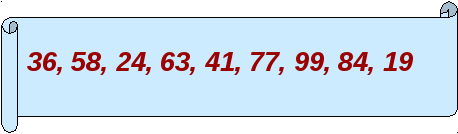 36, 58, 24, 63, 41, 77, 99, 84, 19